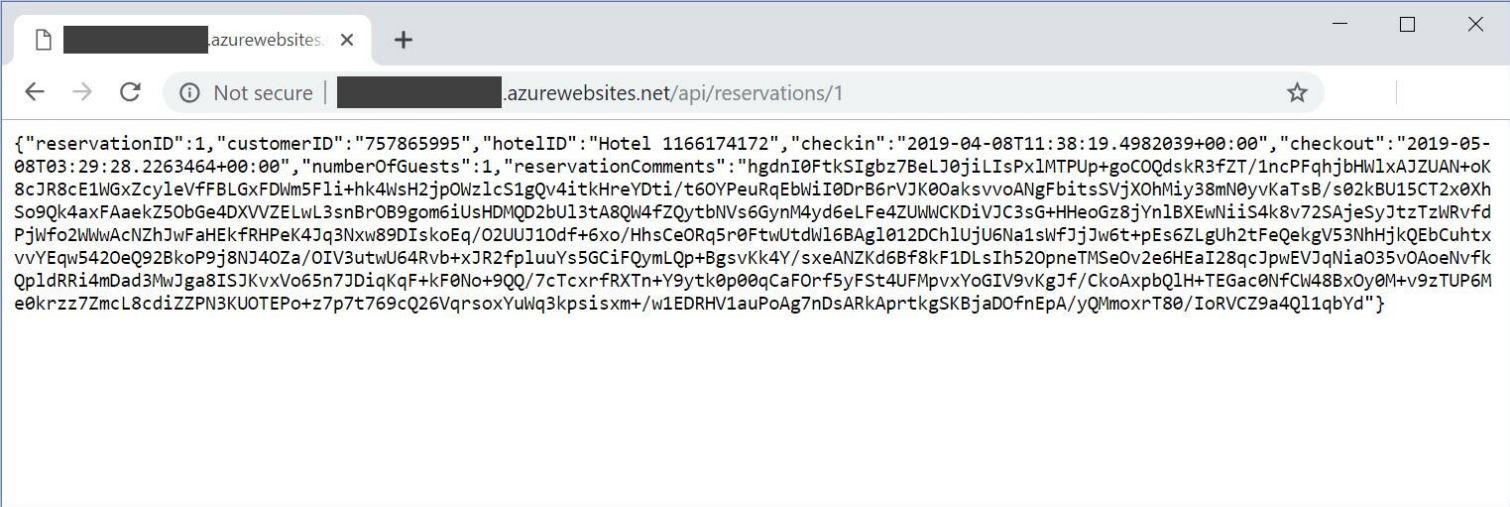 .azurewebsites.
Not secure | .azurewebsites.net/api/reservations/1
{"reservationID":1,"customerID":"757865995","hotelID":"Hotel 1166174172","checkin":"2019-04-08T11:38:19.4982039+00:00","checkout":"2019-05-
08T03:29:28.2263464+00:00","numberOfGuests":1,"reservationComments":"hgdnI0FtkSIgbz7BeLJ0jiLIsPxlMTPUp+goCOQdskR3fZT/1ncPFqhjbHWlxAJZUAN+oK
8cJR8cE1WGxZcyleVfFBLGxFDWm5Fli+hk4WsH2jpOWzlcS1gQv4itkHreYDti/t6OYPeuRqEbWiI0DrB6rVJK0OaksvvoANgFbitsSVjXOhMiy38mN0yvKaTsB/s02kBU15CT2x0Xh
So9Qk4axFAaekZ5ObGe4DXVVZELwL3snBrOB9gom6iUsHDMQD2bUl3tA8QW4fZQytbNVs6GynM4yd6eLFe4ZUWWCKDiVJC3sG+HHeoGz8jYnlBXEwNiiS4k8v72SAjeSyJtzTzWRvfd
PjWfo2WWwAcNZhJwFaHEkfRHPeK4Jq3Nxw89DIskoEq/O2UUJ1Odf+6xo/HhsCeORq5r0FtwUtdWl6BAgl012DChlUjU6Na1sWfJjJw6t+pEs6ZLgUh2tFeQekgV53NhHjkQEbCuhtx
vvYEqw542OeQ92BkoP9j8NJ4OZa/OIV3utwU64Rvb+xJR2fpluuYs5GCiFQymLQp+BgsvKk4Y/sxeANZKd6Bf8kF1DLsIh52OpneTMSeOv2e6HEaI28qcJpwEVJqNiaO35vOAoeNvfk
QpldRRi4mDad3MwJga8ISJKvxVo65n7JDiqKqF+kF0No+9QQ/7cTcxrfRXTn+Y9ytk0p00qCaFOrf5yFSt4UFMpvxYoGIV9vKgJf/CkoAxpbQlH+TEGac0NfCW48BxOy0M+v9zTUP6M
e0krzz7ZmcL8cdiZZPN3KUOTEPo+z7p7t769cQ26VqrsoxYuWq3kpsisxm+/w1EDRHV1auPoAg7nDsARkAprtkgSKBjaDOfnEpA/yQMmoxrT80/IoRVCZ9a4Ql1qbYd"}